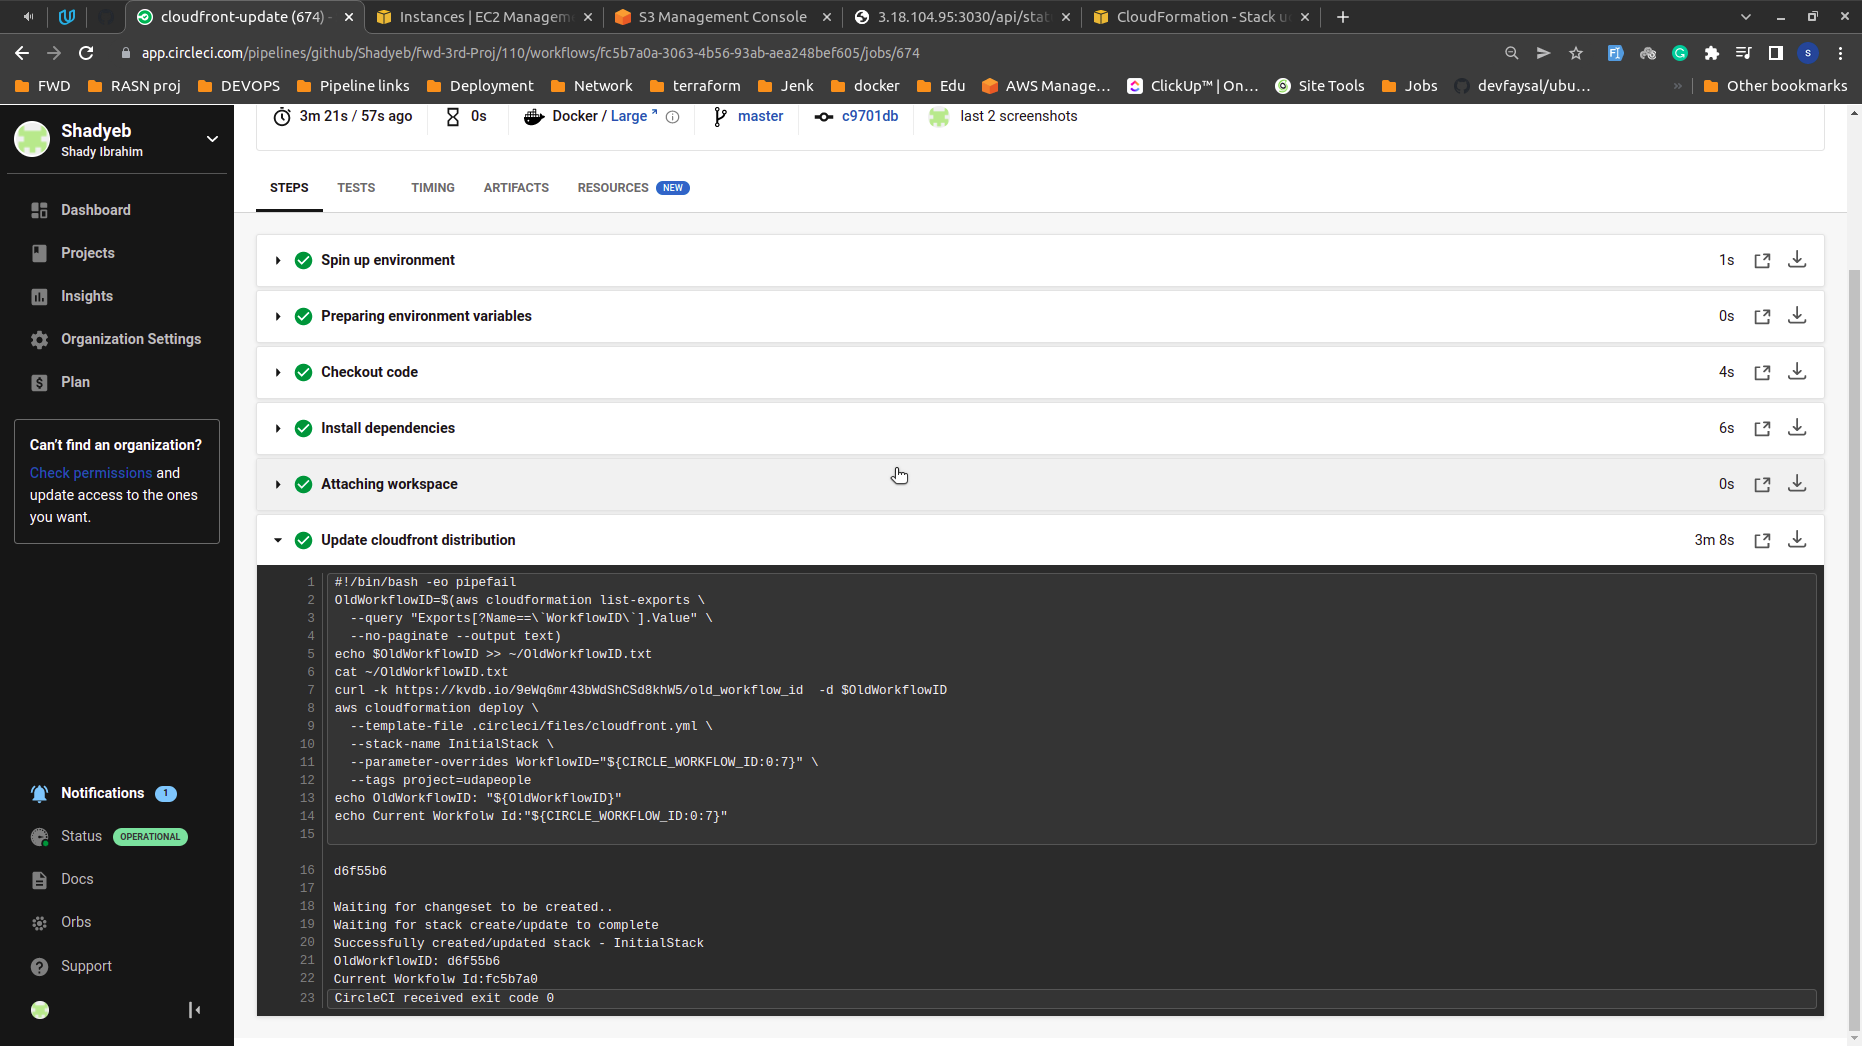 cloudfront-update (674) -
Instances | EC2 Managem
S3 Management Console
3.18.104.95:3030/api/stat
CloudFormation - Stack u
app.circleci.com/pipelines/github/Shadyeb/fwd-3rd-Proj/110/workflows/fc5b7a0a-3063-4b56-93ab-aea248bef605/jobs/674
S
FWD
RASN proj
DEVOPS
Pipeline links
Deployment
Network
terraform
Jenk
docker
Edu
AWS Manage...
ClickUp™ | On...
Site Tools
Jobs
devfaysal/ubu...
»
Other bookmarks
Shadyeb
Shady Ibrahim
3m 21s / 57s ago
0s
Docker / Large
master
c9701db
last 2 screenshots
Dashboard
Projects
Insights
Organization Settings
Plan
Can't find an organization?
Check permissions and
update access to the ones
you want.
Notifications 1
Status OPERATIONAL
Docs
Orbs
Support
STEPS
TESTS
TIMING
ARTIFACTS
RESOURCES NEW
Spin up environment 1s
Preparing environment variables 0s
Checkout code 4s
Install dependencies 6s
Attaching workspace 0s
Update cloudfront distribution 3m 8s
1 #!/bin/bash -eo pipefail
2 OldWorkflowID=$(aws cloudformation list-exports \
3 --query "Exports[?Name==\`WorkflowID\`].Value" \
4 --no-paginate --output text)
5 echo $OldWorkflowID >> ~/OldWorkflowID.txt
6 cat ~/OldWorkflowID.txt
7 curl -k https://kvdb.io/9eWq6mr43bWdShCSd8khW5/old_workflow_id  -d $OldWorkflowID
8 aws cloudformation deploy \
9 --template-file .circleci/files/cloudfront.yml \
10 --stack-name InitialStack \
11 --parameter-overrides WorkflowID="${CIRCLE_WORKFLOW_ID:0:7}" \
12 --tags project=udapeople
13 echo OldWorkflowID: "${OldWorkflowID}"
14 echo Current Workfolw Id:"${CIRCLE_WORKFLOW_ID:0:7}"
15
16 d6f55b6
17
18 Waiting for changeset to be created..
19 Waiting for stack create/update to complete
20 Successfully created/updated stack - InitialStack
21 OldWorkflowID: d6f55b6
22 Current Workfolw Id:fc5b7a0
23 CircleCI received exit code 0